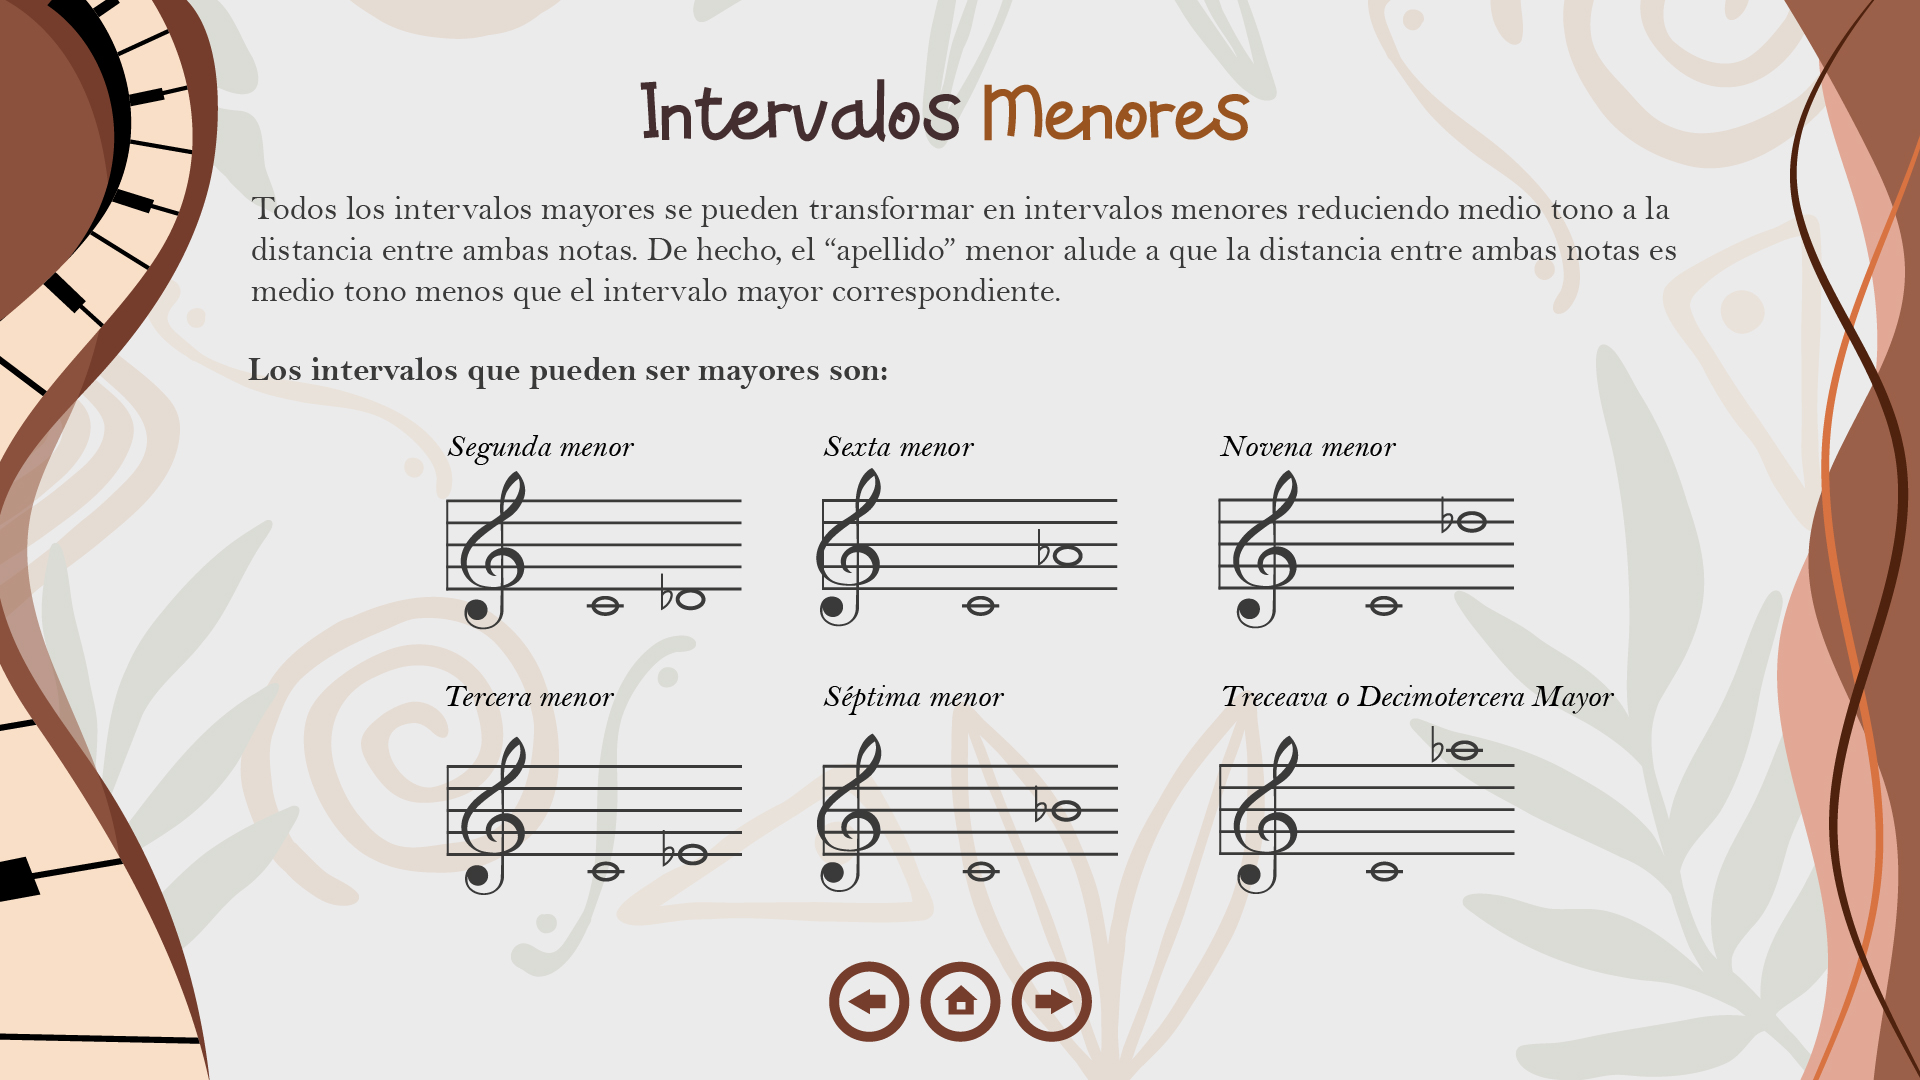 Intervalos Menores
Todos los intervalos mayores se pueden transformar en intervalos menores reduciendo medio tono a la
distancia entre ambas notas. De hecho, el “apellido” menor alude a que la distancia entre ambas notas es
medio tono menos que el intervalo mayor correspondiente.
Los intervalos que pueden ser mayores son:
Segunda menor
Sexta menor
Novena menor
Tercera menor
Séptima menor
Treceava o Decimotercera Mayor